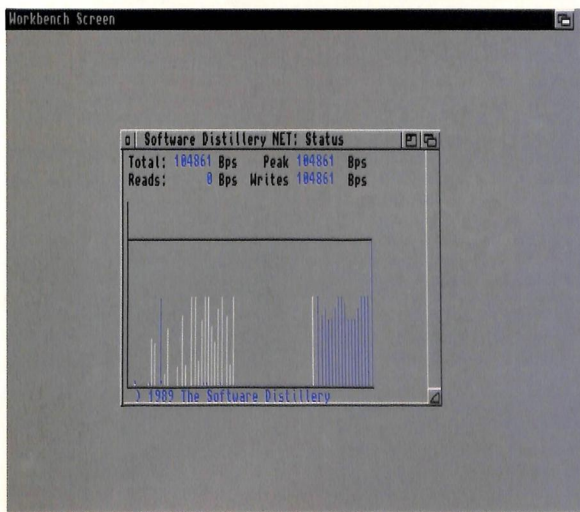 Workbench Screen
Software Distillery NET: Status
Total: 104861 Bps Peak 104861 Bps
Reads: 0 Bps Writes 104861 Bps
) 1989 The Software Distillery